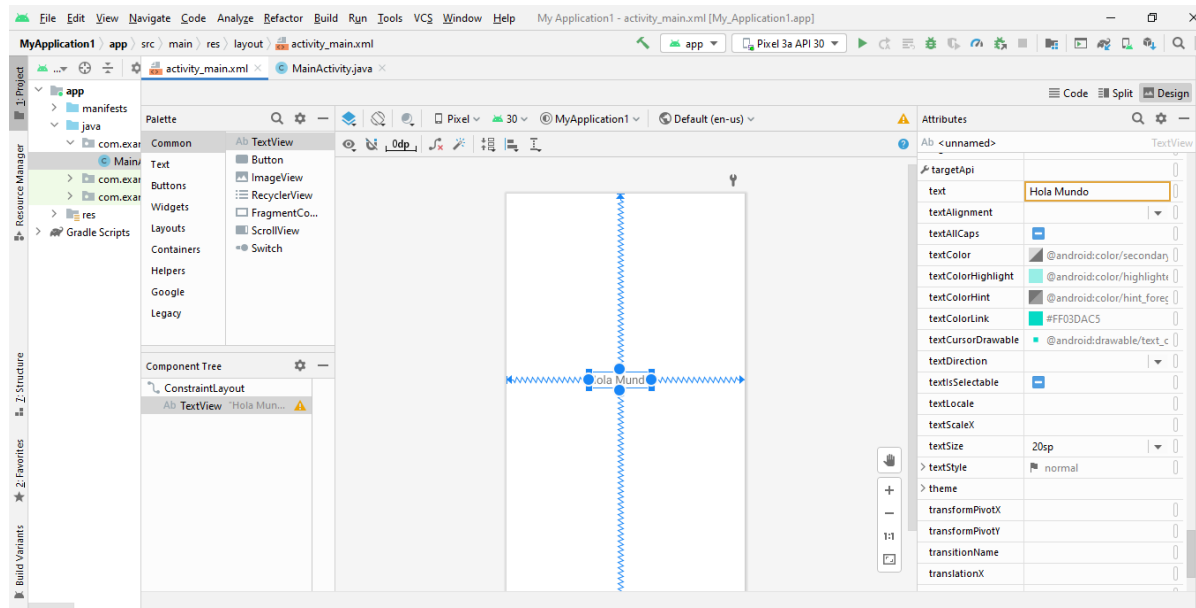 File Edit View Navigate Code Analyze Refactor Build Run Tools VCS Window Help My Application1 - activity_main.xml [My_Application1.app]
MyApplication1 app src main res layout activity_main.xml app Pixel 3a API 30
1: Project
Resource Manager
Z: Structure
2: Favorites
Build Variants
... activity_main.xml MainActivity.java
app
manifests
java
com.exar
MainA
com.exar
com.exar
res
Gradle Scripts
Code Split Design
Palette
Common
Text
Buttons
Widgets
Layouts
Containers
Helpers
Google
Legacy
Ab TextView
Button
ImageView
RecyclerView
FragmentCo...
ScrollView
Switch
Component Tree
ConstraintLayout
Ab TextView "Hola Mun...
Pixel 30 MyApplication1 Default (en-us)
0dp
ola Mund
1:1
Attributes
Ab <unnamed> TextView
targetApi
text Hola Mundo
textAlignment
textAllCaps
textColor @android:color/secondary
textColorHighlight @android:color/highlighte
textColorHint @android:color/hint_foreg
textColorLink #FF03DAC5
textCursorDrawable @android:drawable/text_c
textDirection
textIsSelectable
textLocale
textScaleX
textSize 20sp
textStyle normal
theme
transformPivotX
transformPivotY
transitionName
translationX